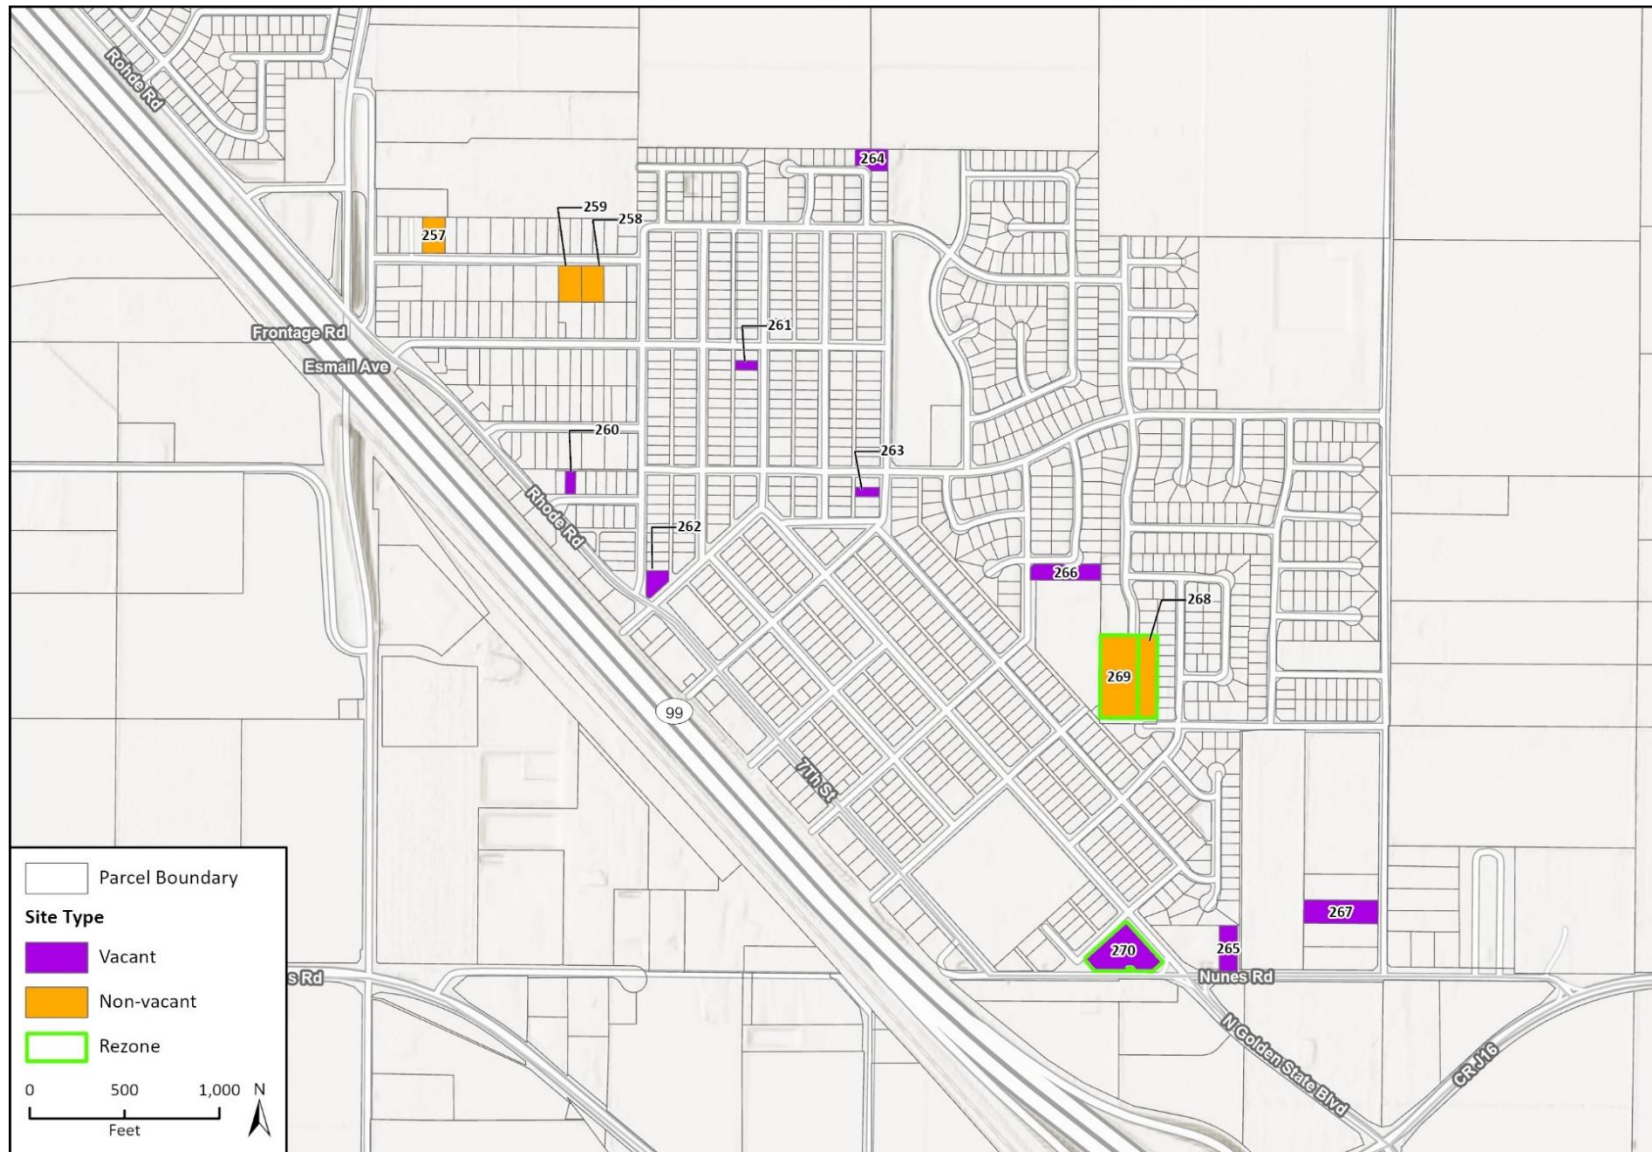 Rohde Rd
264
259
258
257
Frontage Rd
261
Esmail Ave
260
263
Rhode Rd
262
266
268
269
99
7Th St
267
270
265
s Rd
Nunes Rd
N Golden State Blvd
CR J16
Parcel Boundary
Site Type
Vacant
Non-vacant
Rezone
0 500 1,000 N
Feet